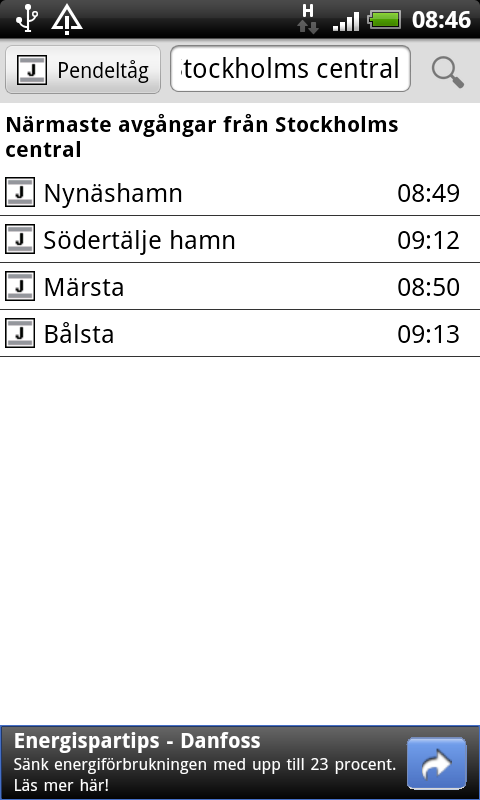 H
08:46
J Pendeltåg
tockholms central
Närmaste avgångar från Stockholms
central
J Nynäshamn 08:49
J Södertälje hamn 09:12
J Märsta 08:50
J Bålsta 09:13
Energispartips - Danfoss
Sänk energiförbrukningen med upp till 23 procent.
Läs mer här!